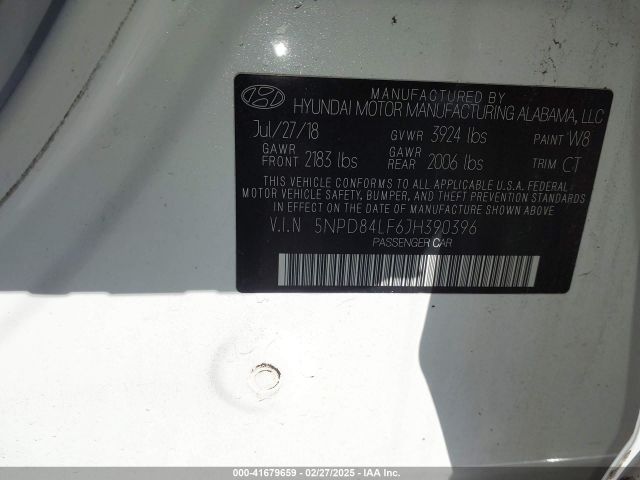 MANUFACTURED BY
HYUNDAI MOTOR MANUFACTURING ALABAMA, LLC
Jul/27/18 GVWR 3924 lbs PAINT W8
GAWR FRONT 2183 lbs GAWR REAR 2006 lbs TRIM CT
THIS VEHICLE CONFORMS TO ALL APPLICABLE U.S.A. FEDERAL
MOTOR VEHICLE SAFETY, BUMPER, AND THEFT PREVENTION STANDARDS
IN EFFECT ON THE DATE OF MANUFACTURE SHOWN ABOVE
V.I.N 5NPD84LF6JH390396
PASSENGER CAR
000-41679659 - 02/27/2025 - IAA Inc.